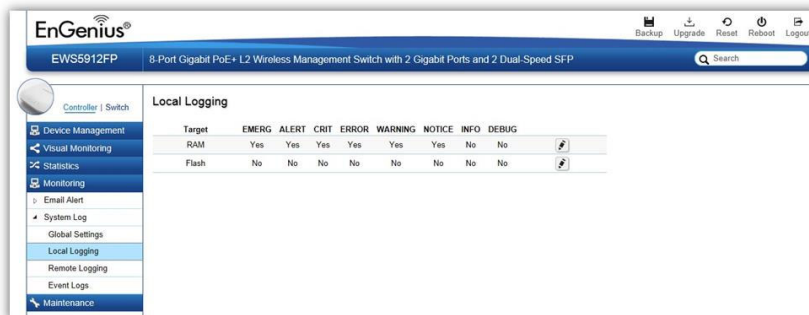 EnGenius®
Backup Upgrade Reset Reboot Logout
EWS5912FP
8-Port Gigabit PoE+ L2 Wireless Management Switch with 2 Gigabit Ports and 2 Dual-Speed SFP
Search
Controller | Switch
Local Logging
Device Management
Visual Monitoring
Statistics
Monitoring
Email Alert
System Log
Global Settings
Local Logging
Remote Logging
Event Logs
Maintenance
Target EMERG ALERT CRIT ERROR WARNING NOTICE INFO DEBUG
RAM Yes Yes Yes Yes Yes Yes No No
Flash No No No No No No No No